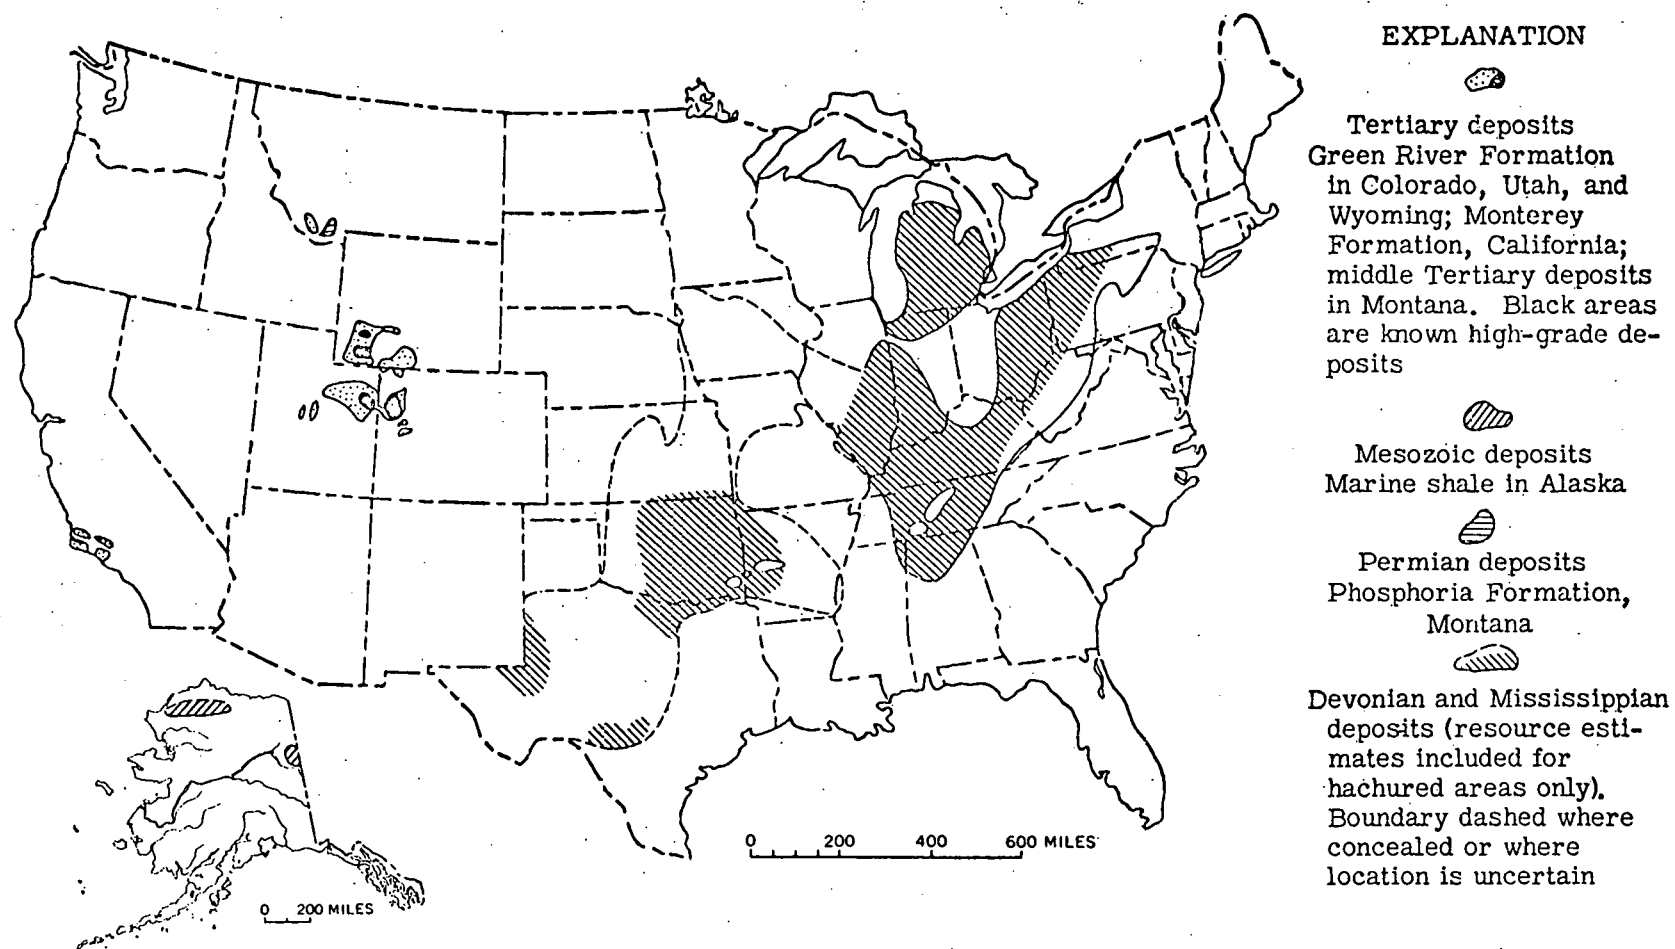 EXPLANATION
Tertiary deposits
Green River Formation
in Colorado, Utah, and
Wyoming; Monterey
Formation, California;
middle Tertiary deposits
in Montana. Black areas
are known high-grade de-
posits
Mesozoic deposits
Marine shale in Alaska
Permian deposits
Phosphoria Formation,
Montana
Devonian and Mississippian
deposits (resource esti-
mates included for
hachured areas only).
Boundary dashed where
concealed or where
location is uncertain
0 200 400 600 MILES
0 200 MILES